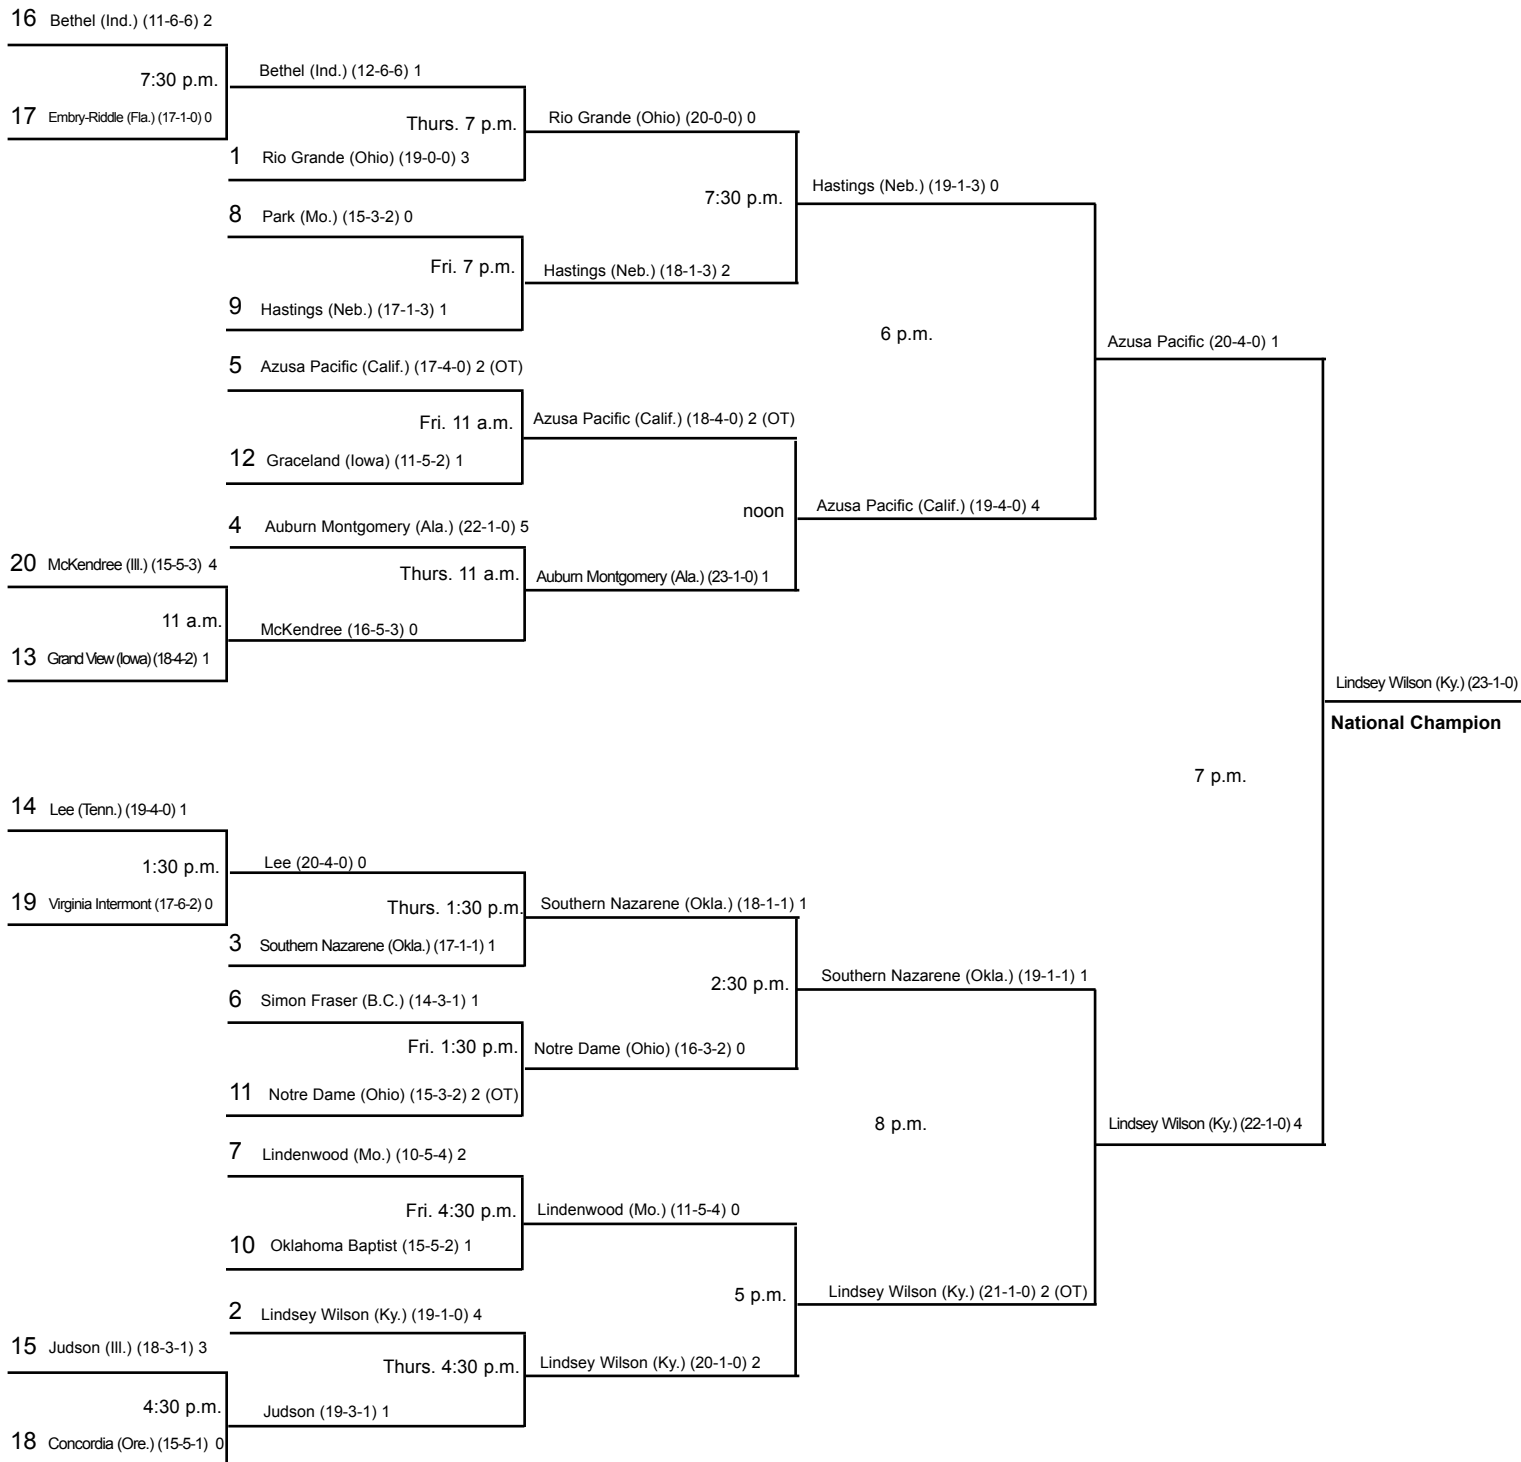 16 Bethel (Ind.) (11-6-6) 2
7:30 p.m.
17 Embry-Riddle (Fla.) (17-1-0) 0
Bethel (Ind.) (12-6-6) 1
Thurs. 7 p.m.
1 Rio Grande (Ohio) (19-0-0) 3
Rio Grande (Ohio) (20-0-0) 0
7:30 p.m.
8 Park (Mo.) (15-3-2) 0
Fri. 7 p.m.
9 Hastings (Neb.) (17-1-3) 1
Hastings (Neb.) (18-1-3) 2
Hastings (Neb.) (19-1-3) 0
6 p.m.
5 Azusa Pacific (Calif.) (17-4-0) 2 (OT)
Fri. 11 a.m.
12 Graceland (Iowa) (11-5-2) 1
Azusa Pacific (Calif.) (18-4-0) 2 (OT)
noon
4 Auburn Montgomery (Ala.) (22-1-0) 5
Thurs. 11 a.m.
20 McKendree (Ill.) (15-5-3) 4
11 a.m.
13 Grand View (Iowa) (18-4-2) 1
McKendree (16-5-3) 0
Auburn Montgomery (Ala.) (23-1-0) 1
Azusa Pacific (Calif.) (19-4-0) 4
Azusa Pacific (20-4-0) 1
Lindsey Wilson (Ky.) (23-1-0)
National Champion
7 p.m.
14 Lee (Tenn.) (19-4-0) 1
1:30 p.m.
19 Virginia Intermont (17-6-2) 0
Lee (20-4-0) 0
Thurs. 1:30 p.m.
3 Southern Nazarene (Okla.) (17-1-1) 1
Southern Nazarene (Okla.) (18-1-1) 1
2:30 p.m.
6 Simon Fraser (B.C.) (14-3-1) 1
Fri. 1:30 p.m.
11 Notre Dame (Ohio) (15-3-2) 2 (OT)
Notre Dame (Ohio) (16-3-2) 0
Southern Nazarene (Okla.) (19-1-1) 1
8 p.m.
7 Lindenwood (Mo.) (10-5-4) 2
Fri. 4:30 p.m.
10 Oklahoma Baptist (15-5-2) 1
Lindenwood (Mo.) (11-5-4) 0
5 p.m.
2 Lindsey Wilson (Ky.) (19-1-0) 4
Thurs. 4:30 p.m.
15 Judson (Ill.) (18-3-1) 3
4:30 p.m.
18 Concordia (Ore.) (15-5-1) 0
Judson (19-3-1) 1
Lindsey Wilson (Ky.) (20-1-0) 2
Lindsey Wilson (Ky.) (21-1-0) 2 (OT)
Lindsey Wilson (Ky.) (22-1-0) 4